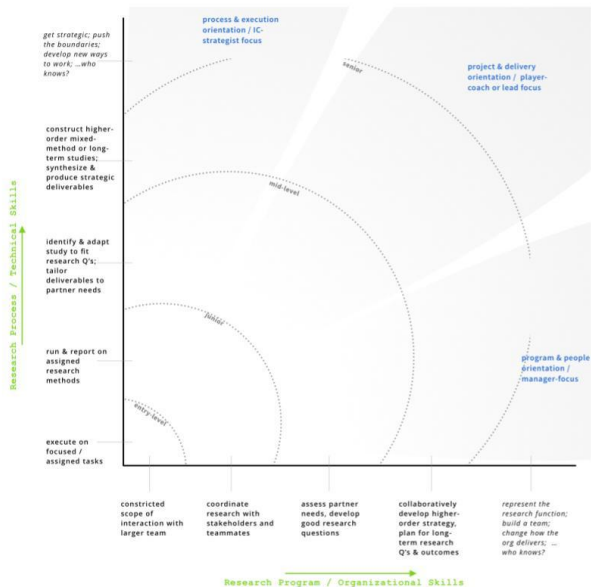 process & execution
orientation / IC-
strategist focus
get strategic; push
the boundaries;
develop new ways
to work; ...who
knows?
senior
project & delivery
orientation / player-
coach or lead focus
construct higher-
order mixed-
method or long-
term studies;
synthesize &
produce strategic
deliverables
mid-level
Research Process / Technical Skills
identify & adapt
study to fit
research Q's;
tailor
deliverables to
partner needs
junior
run & report on
assigned
research
methods
program & people
orientation /
manager-focus
entry-level
execute on
focused /
assigned tasks
constricted
scope of
interaction with
larger team
coordinate
research with
stakeholders and
teammates
assess partner
needs, develop
good research
questions
collaboratively
develop higher-
order strategy,
plan for long-
term research
Q's & outcomes
represent the
research function;
build a team;
change how the
org delivers; ...
who knows?
Research Program / Organizational Skills